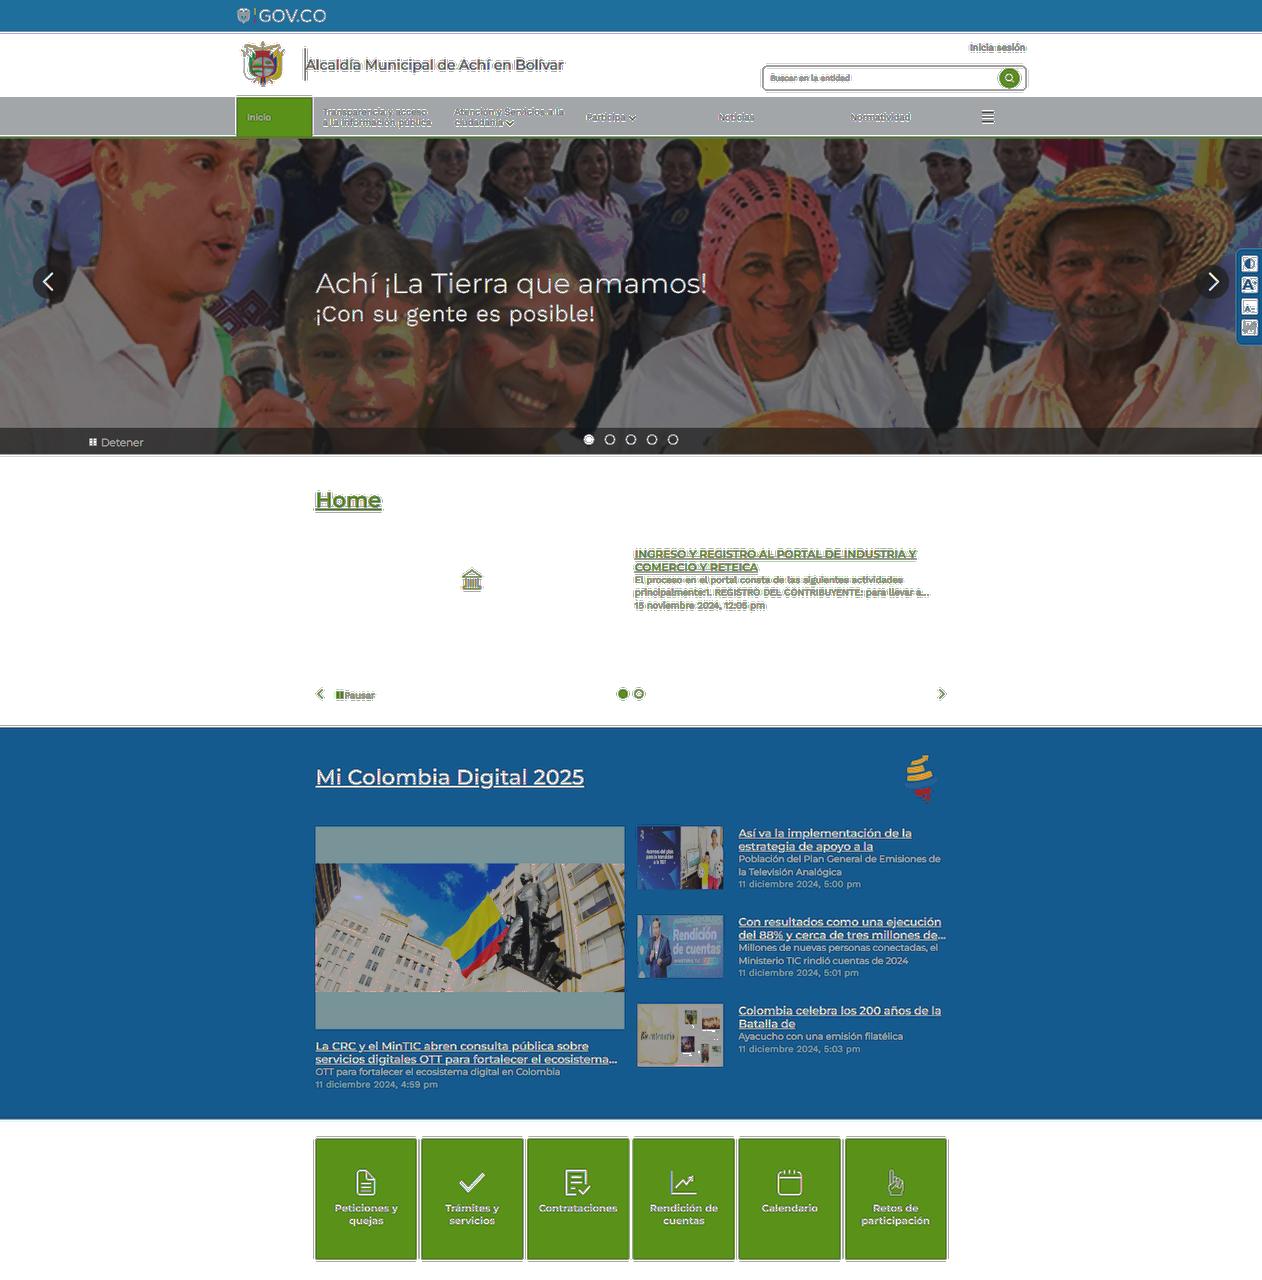 GOV.CO
Inicia sesión
Alcaldía Municipal de Achí en Bolívar
Buscar en la entidad
Inicio
Transparencia y acceso
a la información pública
Atención y Servicios a la
ciudadanía
Participa
Noticias
Normatividad
Achí ¡La Tierra que amamos!
¡Con su gente es posible!
Detener
Home
INGRESO Y REGISTRO AL PORTAL DE INDUSTRIA Y
COMERCIO Y RETEICA
El proceso en el portal consta de las siguientes actividades
principalmente:1. REGISTRO DEL CONTRIBUYENTE: para llevar a...
15 noviembre 2024, 12:05 pm
Pausar
Mi Colombia Digital 2025
La CRC y el MinTIC abren consulta pública sobre
servicios digitales OTT para fortalecer el ecosistema...
OTT para fortalecer el ecosistema digital en Colombia
11 diciembre 2024, 4:59 pm
Así va la implementación de la
estrategia de apoyo a la
Población del Plan General de Emisiones de
la Televisión Analógica
11 diciembre 2024, 5:00 pm
Rendición
de cuentas
Con resultados como una ejecución
del 88% y cerca de tres millones de...
Millones de nuevas personas conectadas, el
Ministerio TIC rindió cuentas de 2024
11 diciembre 2024, 5:01 pm
Colombia celebra los 200 años de la
Batalla de
Ayacucho con una emisión filatélica
11 diciembre 2024, 5:03 pm
Peticiones y
quejas
Trámites y
servicios
Contrataciones
Rendición de
cuentas
Calendario
Retos de
participación